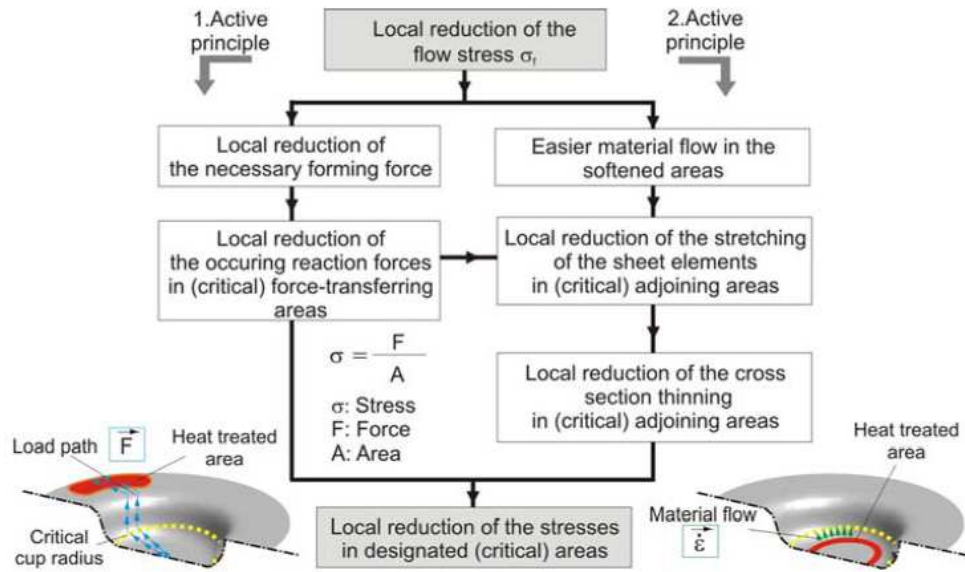 1.Active
principle
Local reduction of the
flow stress σf
2.Active
principle
Local reduction of
the necessary forming force
Easier material flow in the
softened areas
Local reduction of
the occuring reaction forces
in (critical) force-transferring
areas
Local reduction of the stretching
of the sheet elements
in (critical) adjoining areas
σ = F
A
σ: Stress
F: Force
A: Area
Local reduction of the cross
section thinning
in (critical) adjoining areas
Load path
F
Heat treated
area
Critical
cup radius
Local reduction of the stresses
in designated (critical) areas
Heat treated
area
Material flow
ε̇